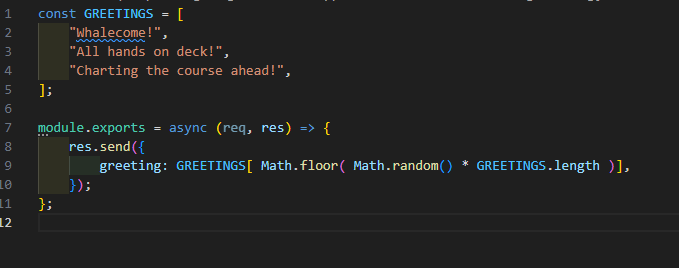 1 const GREETINGS = [
2     "Whalecome!",
3     "All hands on deck!",
4     "Charting the course ahead!",
5 ];
6
7 module.exports = async (req, res) => {
8     res.send({
9         greeting: GREETINGS[ Math.floor( Math.random() * GREETINGS.length )],
10     });
11 };
12